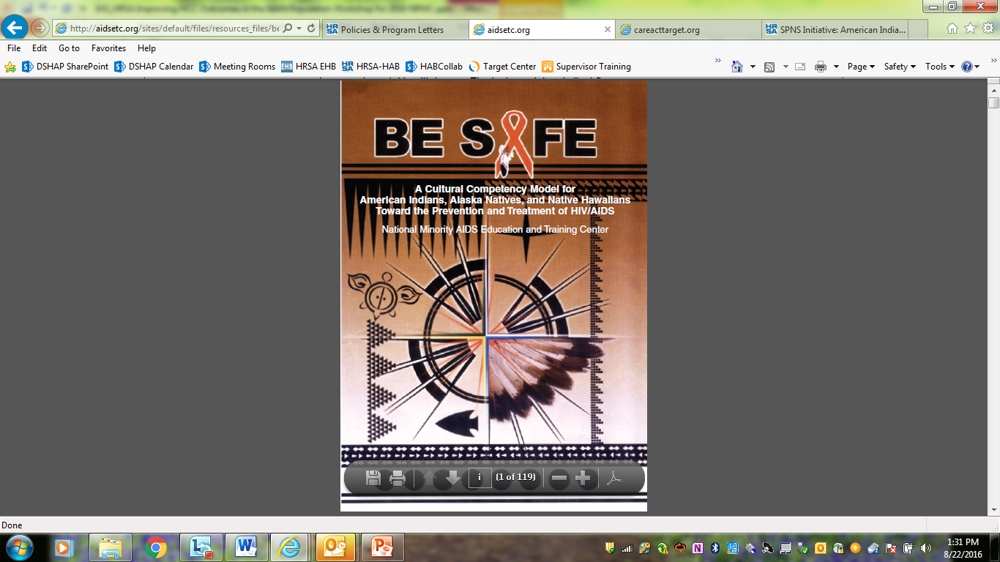 http://aidsetc.org/sites/default/files/resources_files/be
HRSA Policies & Program Letters
aidsetc.org
careacttarget.org
HRSA SPNS Initiative: American India...
File Edit Go to Favorites Help
DSHAP SharePoint DSHAP Calendar Meeting Rooms EHB HRSA EHB HRSA HRSA-HAB HABCollab Target Center Supervisor Training
Page Safety Tools
BE SAFE
A Cultural Competency Model for
American Indians, Alaska Natives, and Native Hawaiians
Toward the Prevention and Treatment of HIV/AIDS
National Minority AIDS Education and Training Center
i (1 of 119)
Done
1:31 PM
8/22/2016